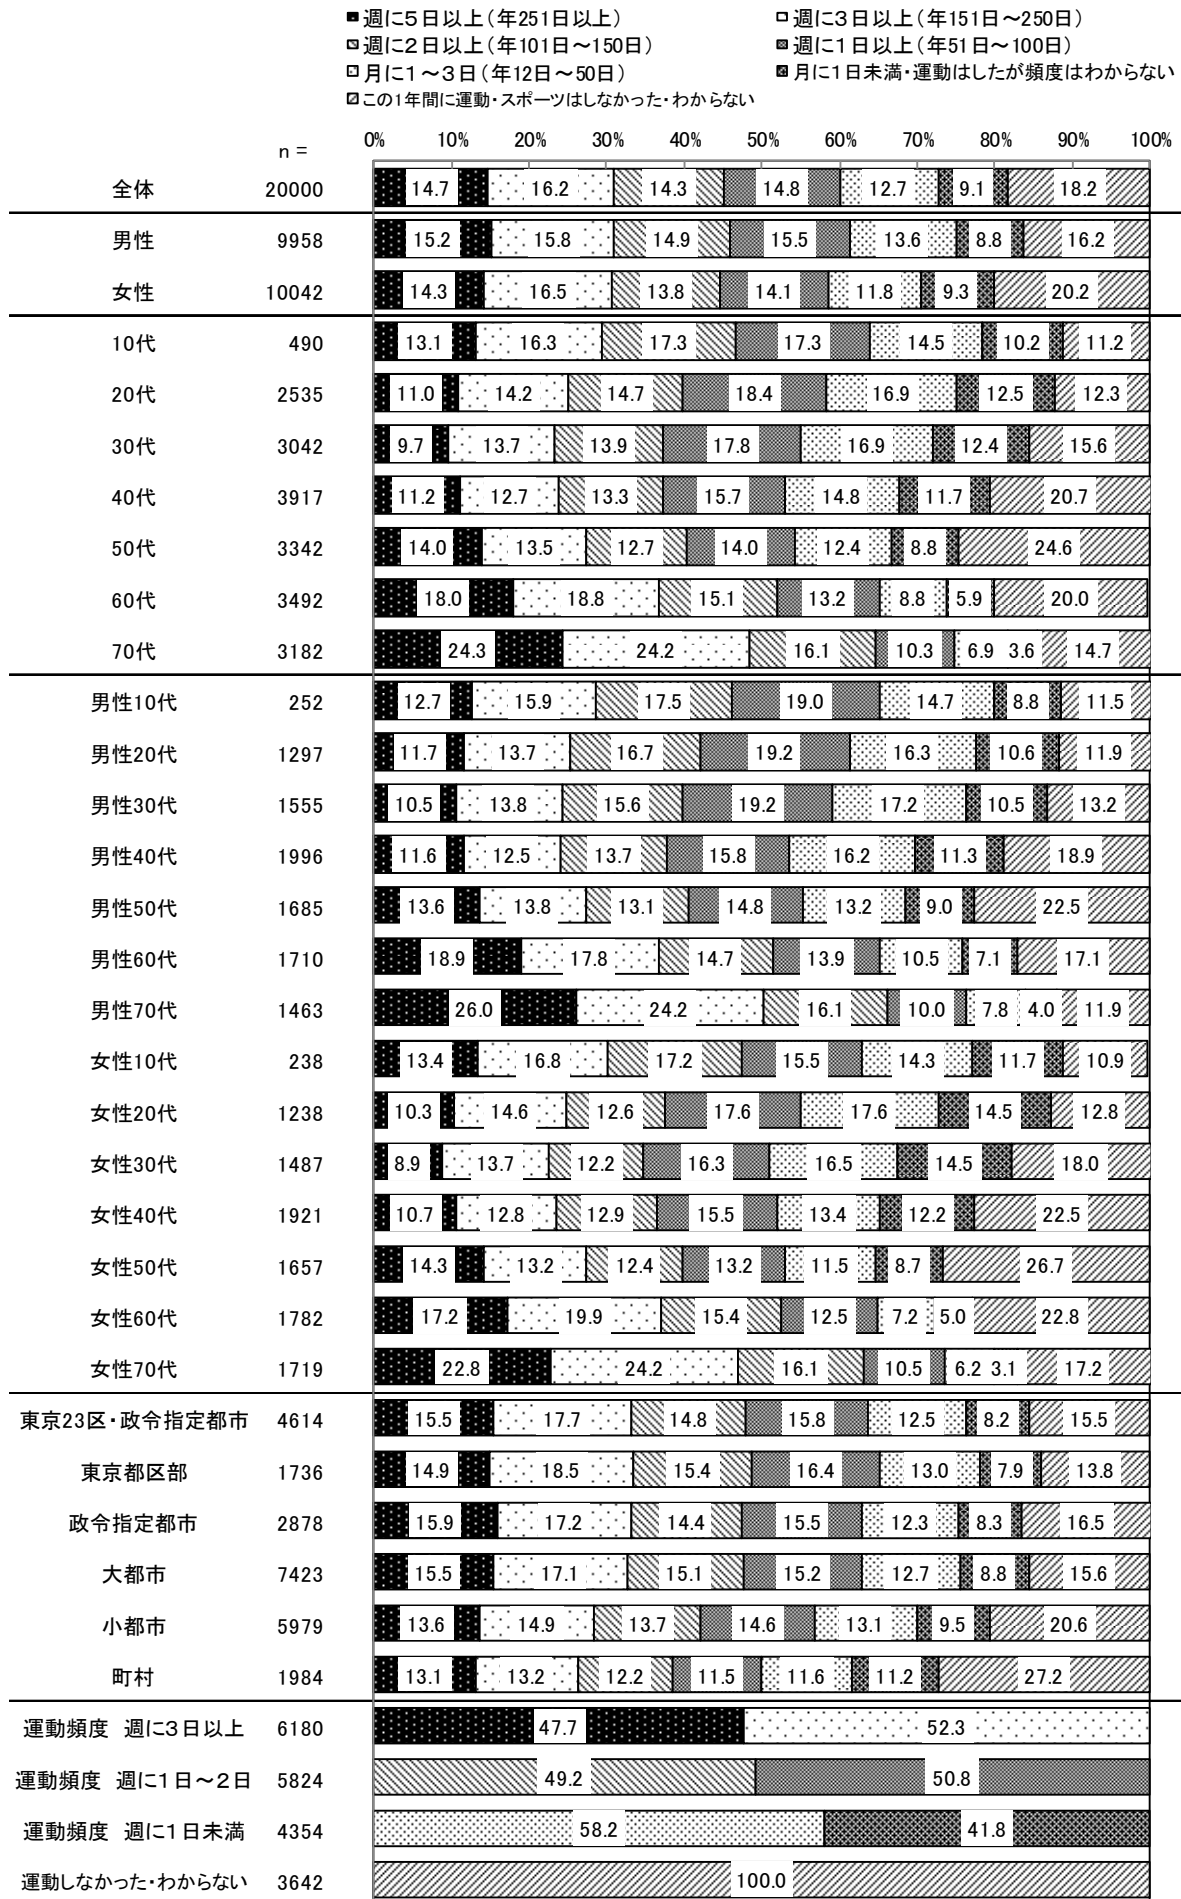 週に５日以上（年251日以上） 週に３日以上（年151日～250日）
週に２日以上（年101日～150日） 週に１日以上（年51日～100日）
月に１～３日（年12日～50日） 月に１日未満・運動はしたが頻度はわからない
この1年間に運動・スポーツはしなかった・わからない
0% 10% 20% 30% 40% 50% 60% 70% 80% 90% 100%
n =
全体 20000 14.7 16.2 14.3 14.8 12.7 9.1 18.2
男性 9958 15.2 15.8 14.9 15.5 13.6 8.8 16.2
女性 10042 14.3 16.5 13.8 14.1 11.8 9.3 20.2
10代 490 13.1 16.3 17.3 17.3 14.5 10.2 11.2
20代 2535 11.0 14.2 14.7 18.4 16.9 12.5 12.3
30代 3042 9.7 13.7 13.9 17.8 16.9 12.4 15.6
40代 3917 11.2 12.7 13.3 15.7 14.8 11.7 20.7
50代 3342 14.0 13.5 12.7 14.0 12.4 8.8 24.6
60代 3492 18.0 18.8 15.1 13.2 8.8 5.9 20.0
70代 3182 24.3 24.2 16.1 10.3 6.9 3.6 14.7
男性10代 252 12.7 15.9 17.5 19.0 14.7 8.8 11.5
男性20代 1297 11.7 13.7 16.7 19.2 16.3 10.6 11.9
男性30代 1555 10.5 13.8 15.6 19.2 17.2 10.5 13.2
男性40代 1996 11.6 12.5 13.7 15.8 16.2 11.3 18.9
男性50代 1685 13.6 13.8 13.1 14.8 13.2 9.0 22.5
男性60代 1710 18.9 17.8 14.7 13.9 10.5 7.1 17.1
男性70代 1463 26.0 24.2 16.1 10.0 7.8 4.0 11.9
女性10代 238 13.4 16.8 17.2 15.5 14.3 11.7 10.9
女性20代 1238 10.3 14.6 12.6 17.6 17.6 14.5 12.8
女性30代 1487 8.9 13.7 12.2 16.3 16.5 14.5 18.0
女性40代 1921 10.7 12.8 12.9 15.5 13.4 12.2 22.5
女性50代 1657 14.3 13.2 12.4 13.2 11.5 8.7 26.7
女性60代 1782 17.2 19.9 15.4 12.5 7.2 5.0 22.8
女性70代 1719 22.8 24.2 16.1 10.5 6.2 3.1 17.2
東京23区・政令指定都市 4614 15.5 17.7 14.8 15.8 12.5 8.2 15.5
東京都区部 1736 14.9 18.5 15.4 16.4 13.0 7.9 13.8
政令指定都市 2878 15.9 17.2 14.4 15.5 12.3 8.3 16.5
大都市 7423 15.5 17.1 15.1 15.2 12.7 8.8 15.6
小都市 5979 13.6 14.9 13.7 14.6 13.1 9.5 20.6
町村 1984 13.1 13.2 12.2 11.5 11.6 11.2 27.2
運動頻度 週に３日以上 6180 47.7 52.3
運動頻度 週に１日～２日 5824 49.2 50.8
運動頻度 週に１日未満 4354 58.2 41.8
運動しなかった・わからない 3642 100.0